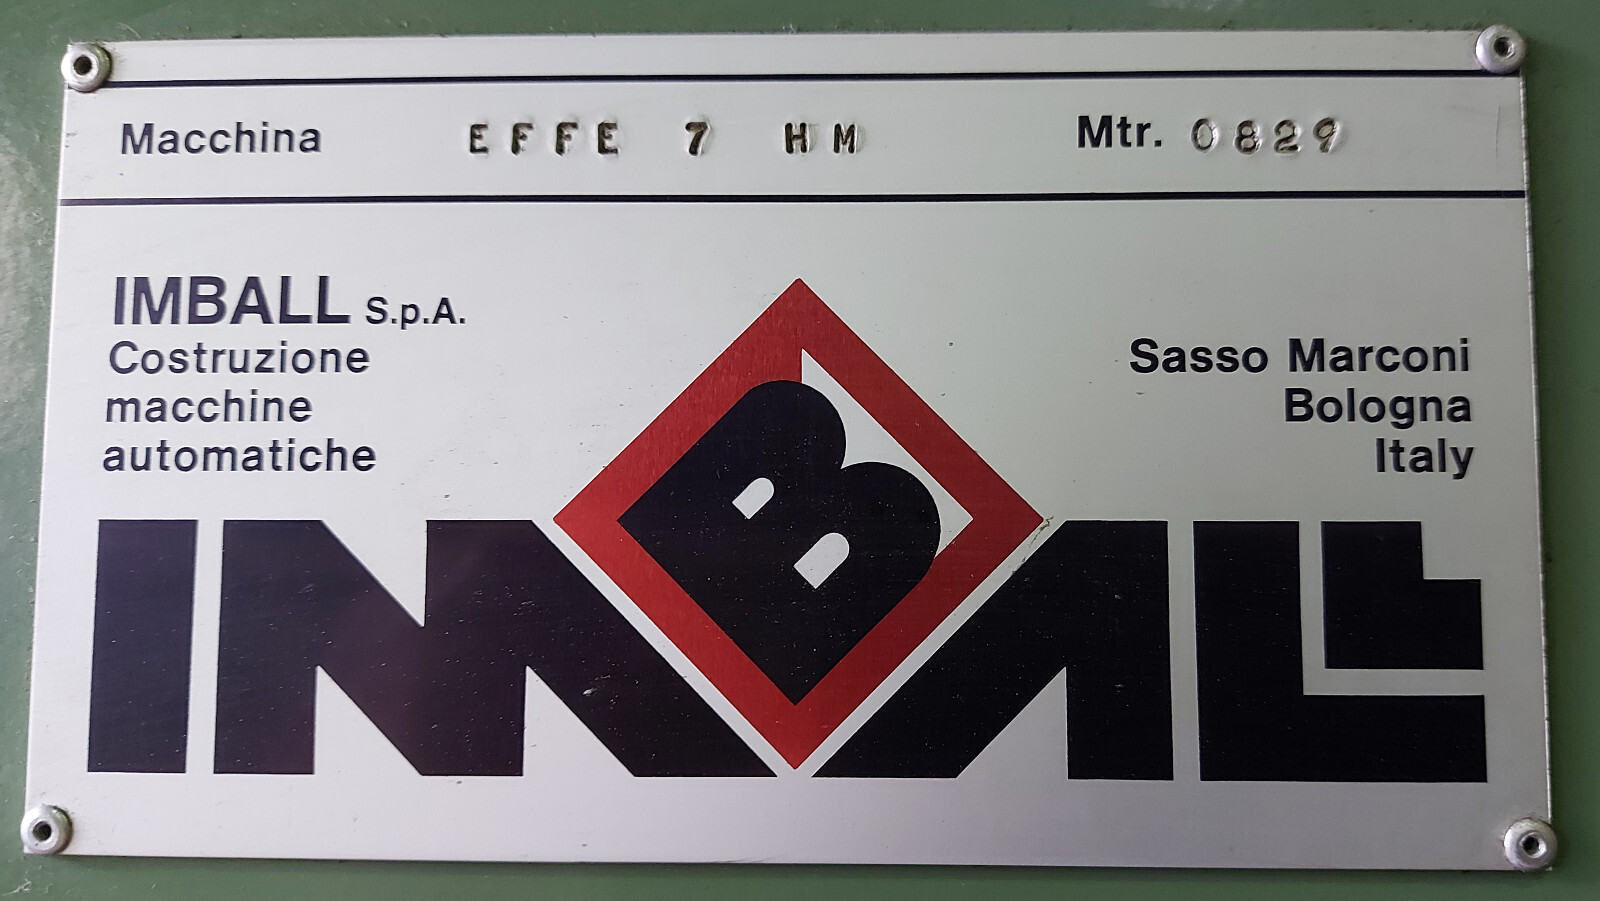 Macchina EFFE 7 HM Mtr. 0829
IMBALL S.p.A.
Costruzione
macchine
automatiche
Sasso Marconi
Bologna
Italy
IMBALL